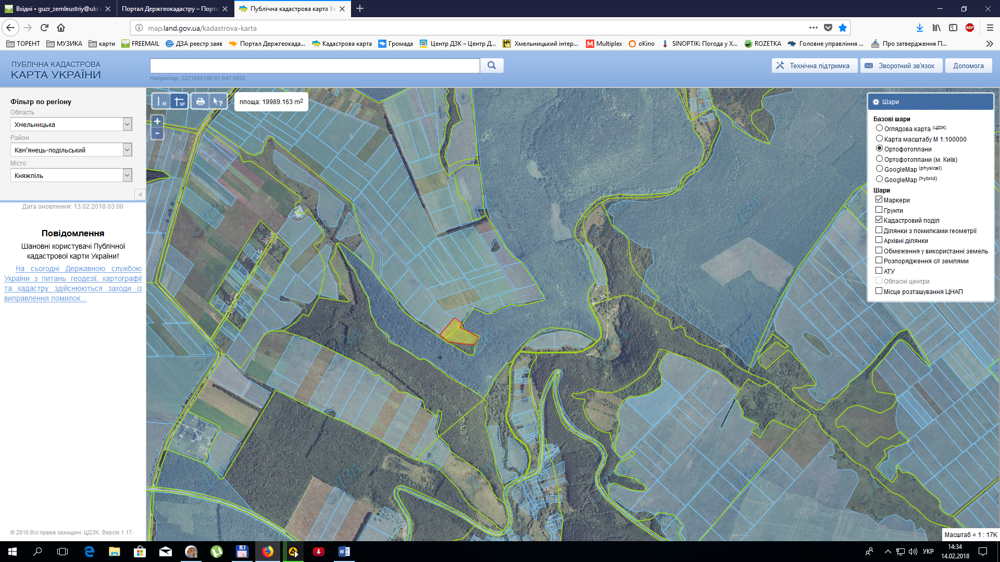 Вхідні • guzr_zemleustriy@ukr.
Портал Держгеокадастру – Порта
Публічна кадастрова карта Ук
map.land.gov.ua/kadastrova-karta
ТОРЕНТ
МУЗИКА
карти
FREEMAIL
ДЗА реестр заяв
Портал Держгеокада...
Кадастрова карта
Громада
Центр ДЗК – Центр Д...
Хмельницький інтер...
Multiplex
oKino
SINOPTIK: Погода у Х...
ROZETKA
Головне управління ...
Про затвердження П...
ПУБЛІЧНА КАДАСТРОВА
КАРТА УКРАЇНИ
Наприклад: 3221655100:01:047:0052
Технічна підтримка
Зворотний зв'язок
Допомога
Фільтр по регіону
Область
Хмельницька
Район
Кам'янець-подільський
Місто
Княжпіль
Дата оновлення: 13.02.2018 03:00
Повідомлення
Шановні користувачі Публічної
кадастрової карти України!
На сьогодні Державною службою
України з питань геодезії, картографії
та кадастру здійснюються заходи із
виправлення помилок...
© 2016 Всі права захищені. ЦДЗК. Версія 1.17.
м
м²
площа: 19989.163 m2
+
-
Шари
Базові шари
Оглядова карта (ЦДЗК)
Карта масштабу М 1:100000
Ортофотоплани
Ортофотоплани (м. Київ)
GoogleMap (physical)
GoogleMap (hybrid)
Шари
Маркери
Грунти
Кадастровий поділ
Ділянки з помилками геометрії
Архівні ділянки
Обмеження у використанні земель
Розпорядження с/г землями
АТУ
Обласні центри
Місце розташування ЦНАП
Масштаб = 1 : 17K
УКР
14:34
14.02.2018